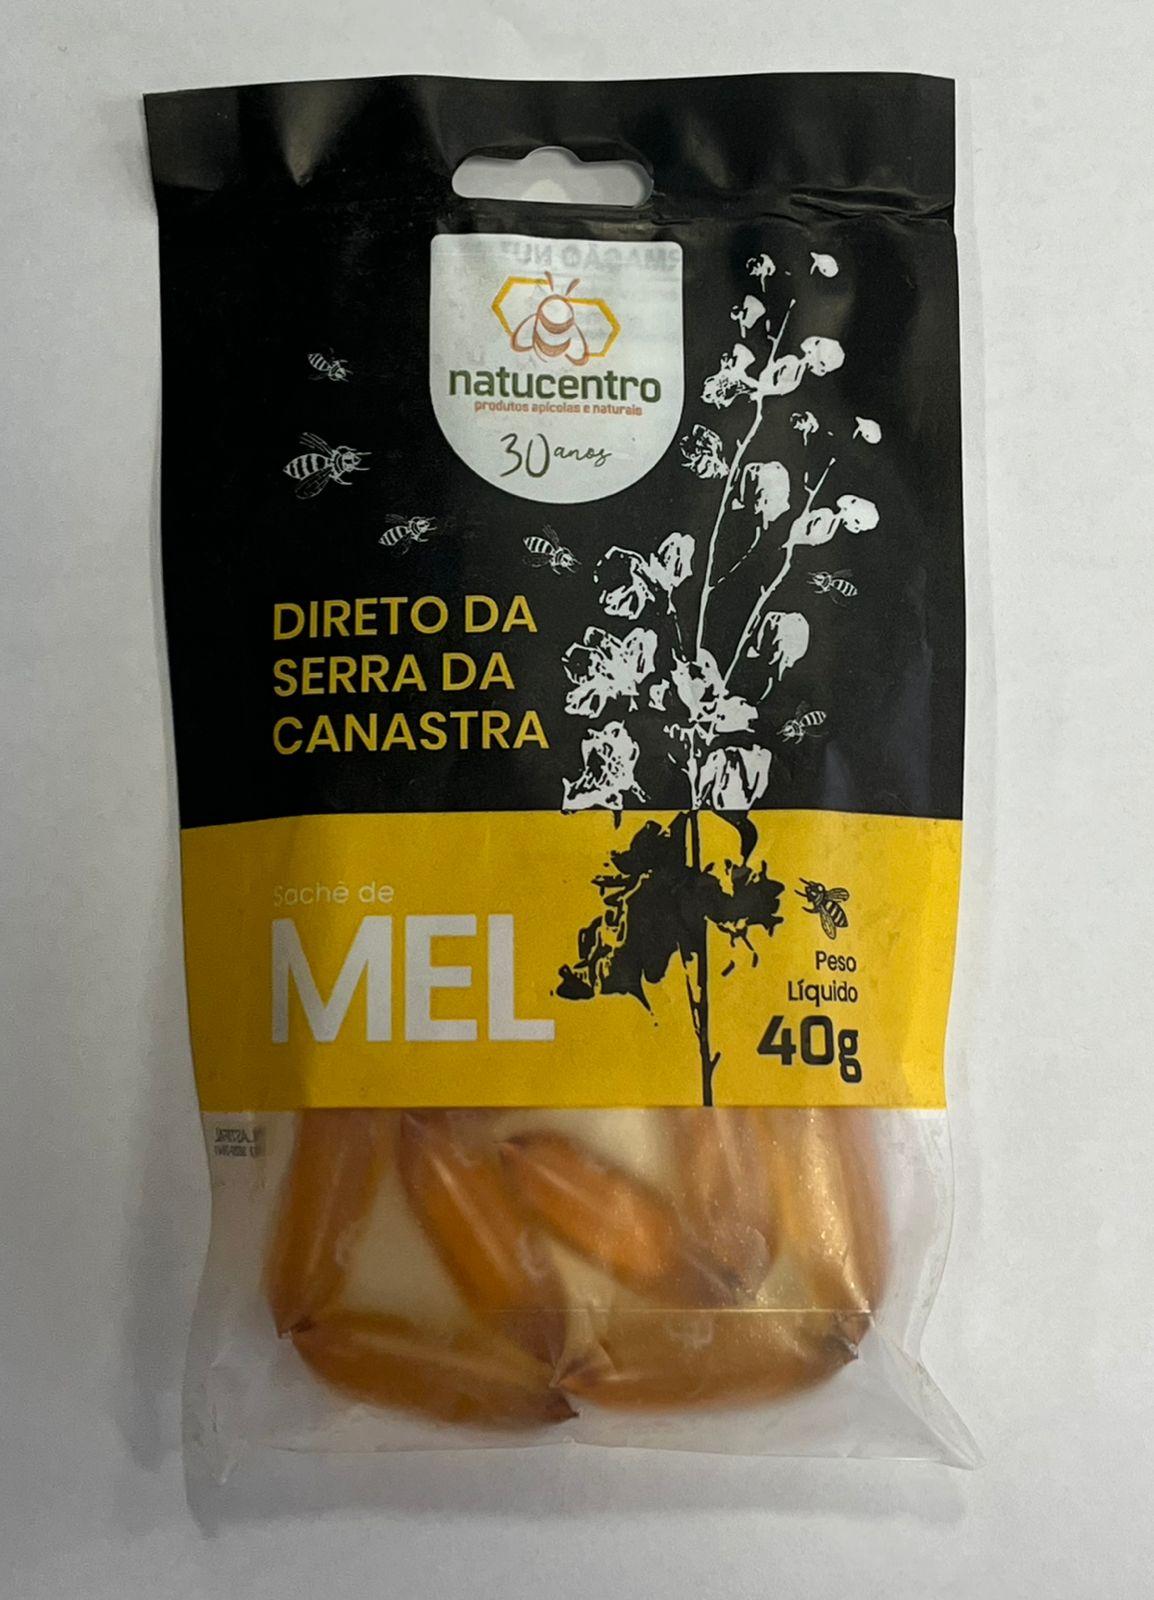 natucentro
produtos apícolas e naturais
30 anos
DIRETO DA
SERRA DA
CANASTRA
Sachê de
MEL
Peso
Líquido
40g